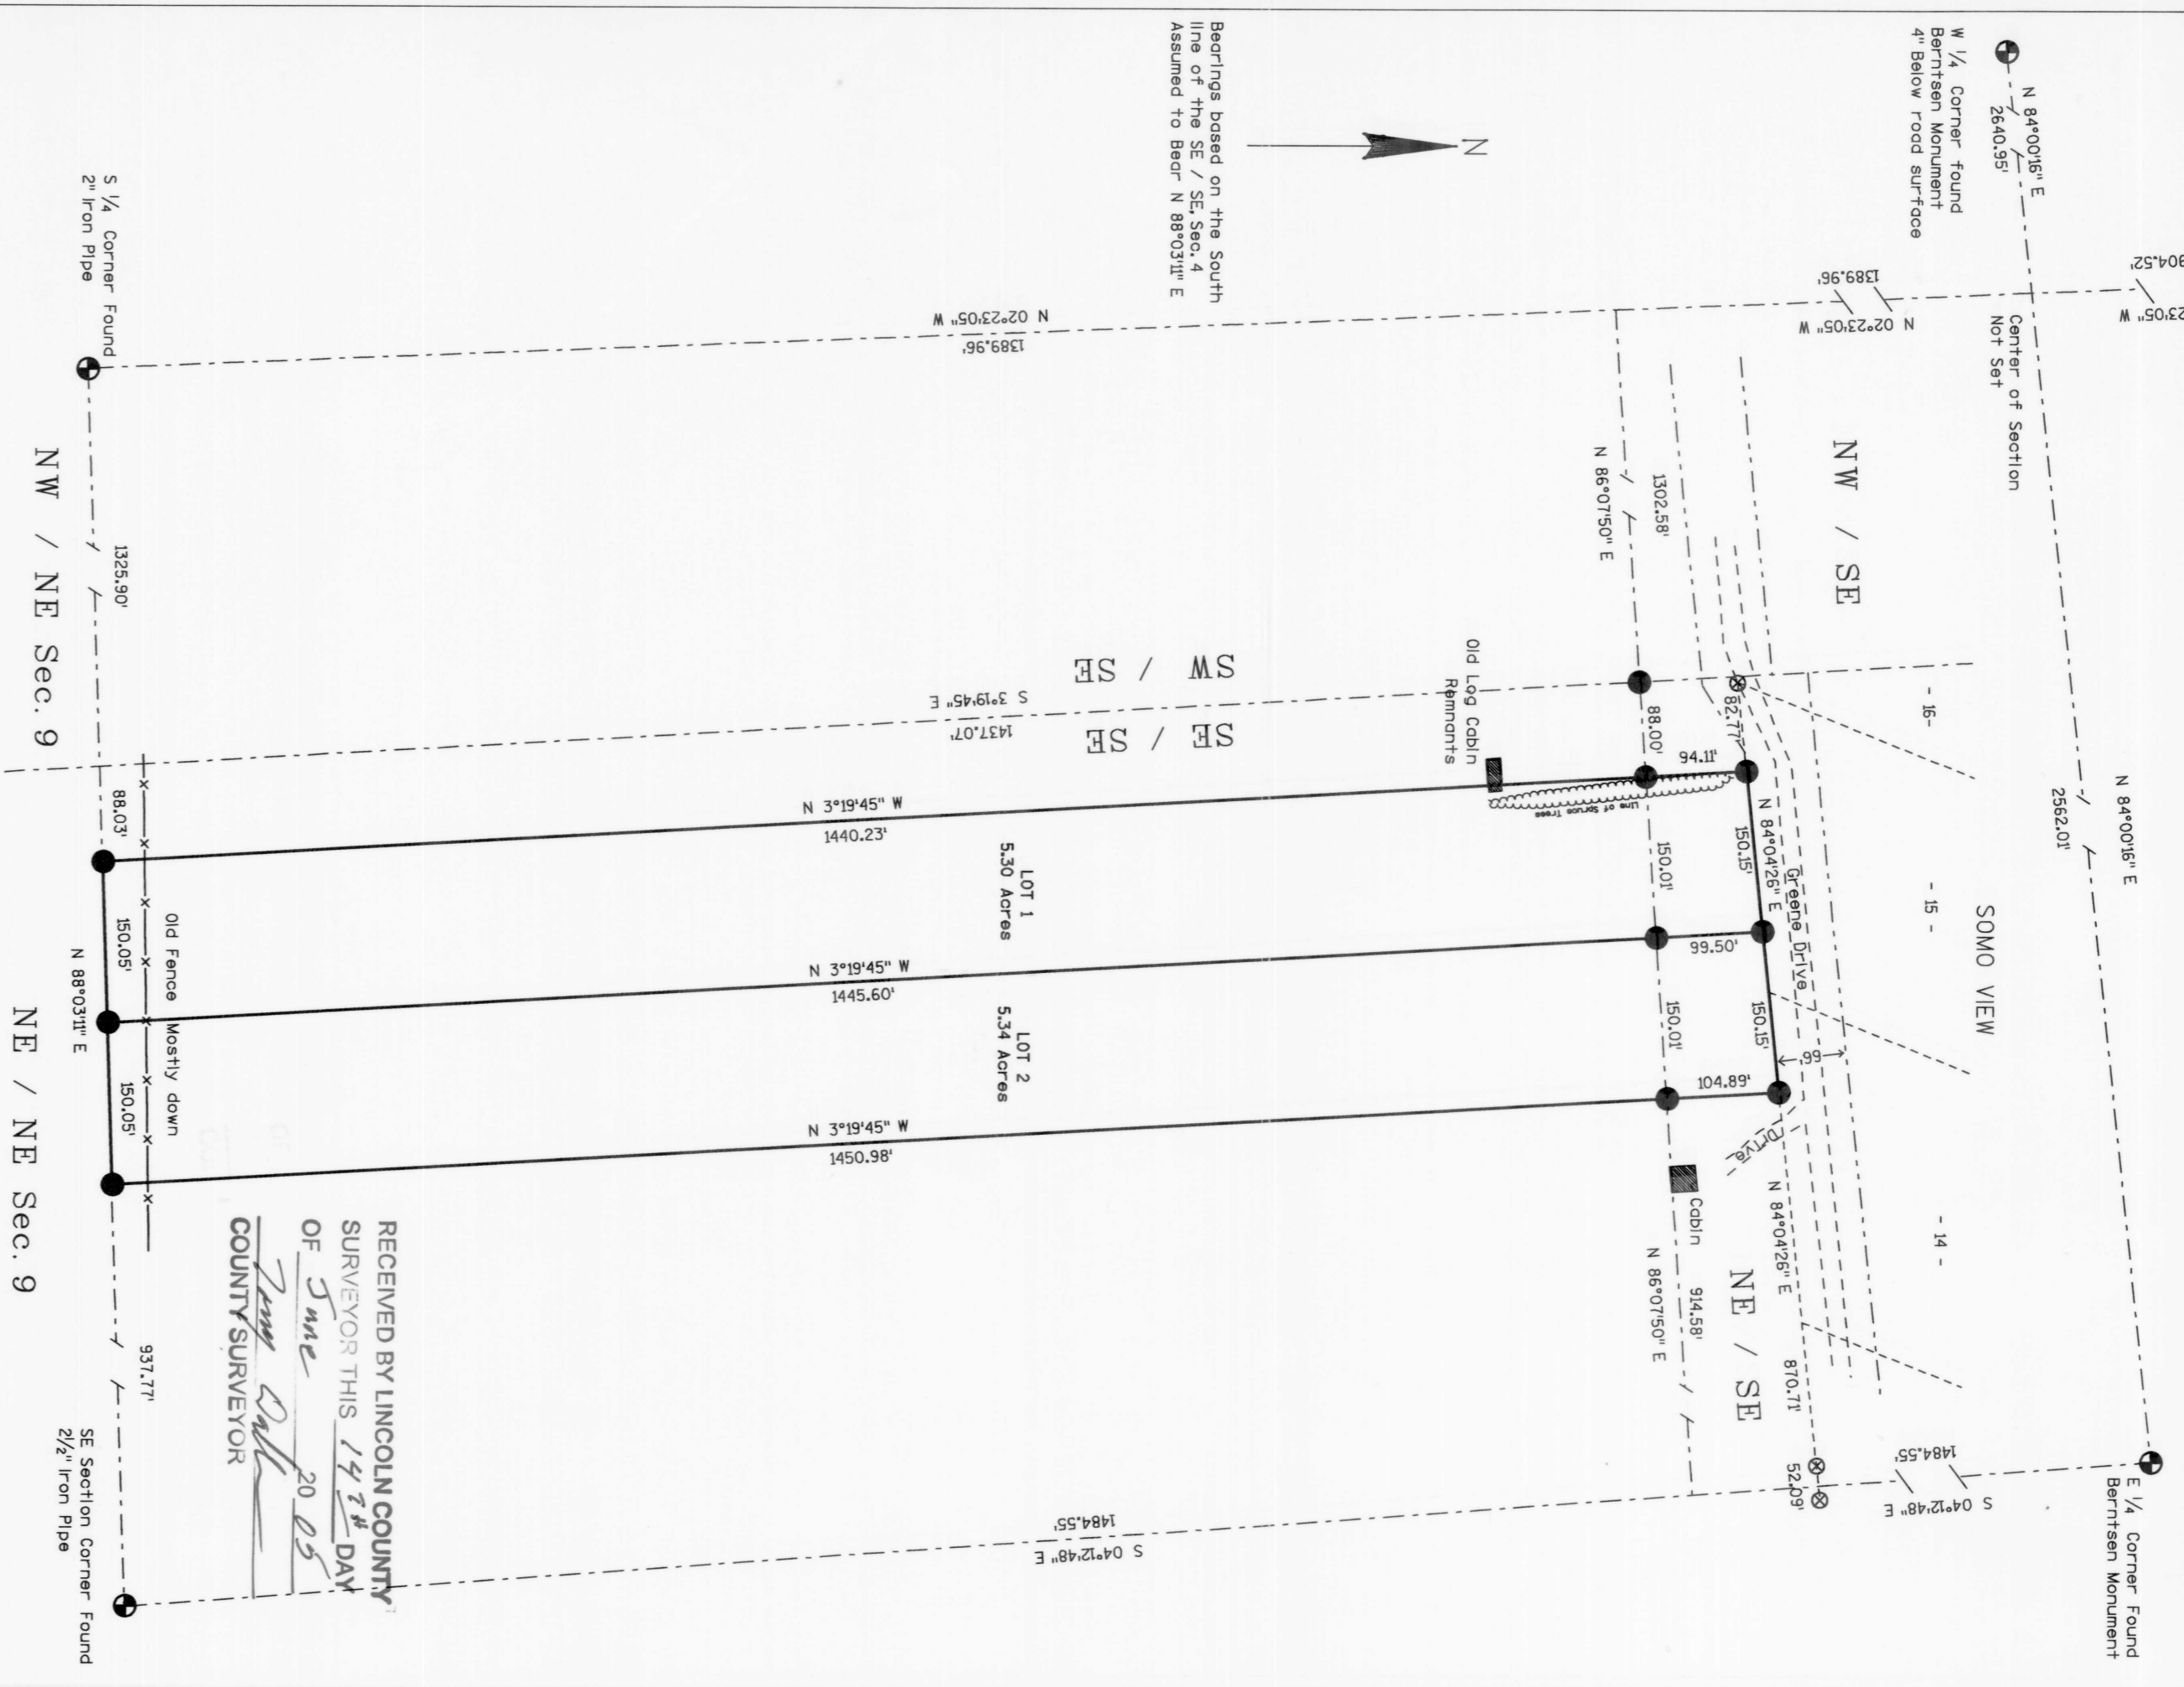 W 1/4 Corner found
Berntsen Monument
4" Below road surface
N 84°00'16" E
2640.95'
904.52'
23'05" W
Center of Section
Not Set
N 84°00'16" E
2562.01'
E 1/4 Corner Found
Berntsen Monument
N 02°23'05" W
1389.96'
NW / SE
- 16 -
- 15 -
- 14 -
SOMO VIEW
S 04°12'48" E
1484.55'
1302.58'
N 86°07'50" E
82.77'
88.00'
94.11'
N 84°04'26" E
150.15'
Greene Drive
150.15'
66'
Drive
N 84°04'26" E
870.71'
52.09'
NE / SE
Line of Spruce Trees
150.01'
99.50'
150.01'
104.89'
Cabin
914.58'
N 86°07'50" E
Old Log Cabin
Remnants
Bearings based on the South
line of the SE / SE, Sec. 4
Assumed to Bear N 88°03'11" E
N
N 02°23'05" W
1389.96'
SW / SE
SE / SE
S 3°19'45" E
1437.07'
N 3°19'45" W
1440.23'
LOT 1
5.30 Acres
N 3°19'45" W
1445.60'
LOT 2
5.34 Acres
N 3°19'45" W
1450.98'
S 04°12'48" E
1484.55'
RECEIVED BY LINCOLN COUNTY
SURVEYOR THIS 14TH DAY
OF June 20 05
COUNTY SURVEYOR
S 1/4 Corner Found
2" Iron Pipe
1325.90'
88.03'
Old Fence Mostly down
150.05'
150.05'
N 88°03'11" E
937.77'
SE Section Corner Found
2 1/2" Iron Pipe
NW / NE Sec. 9
NE / NE Sec. 9